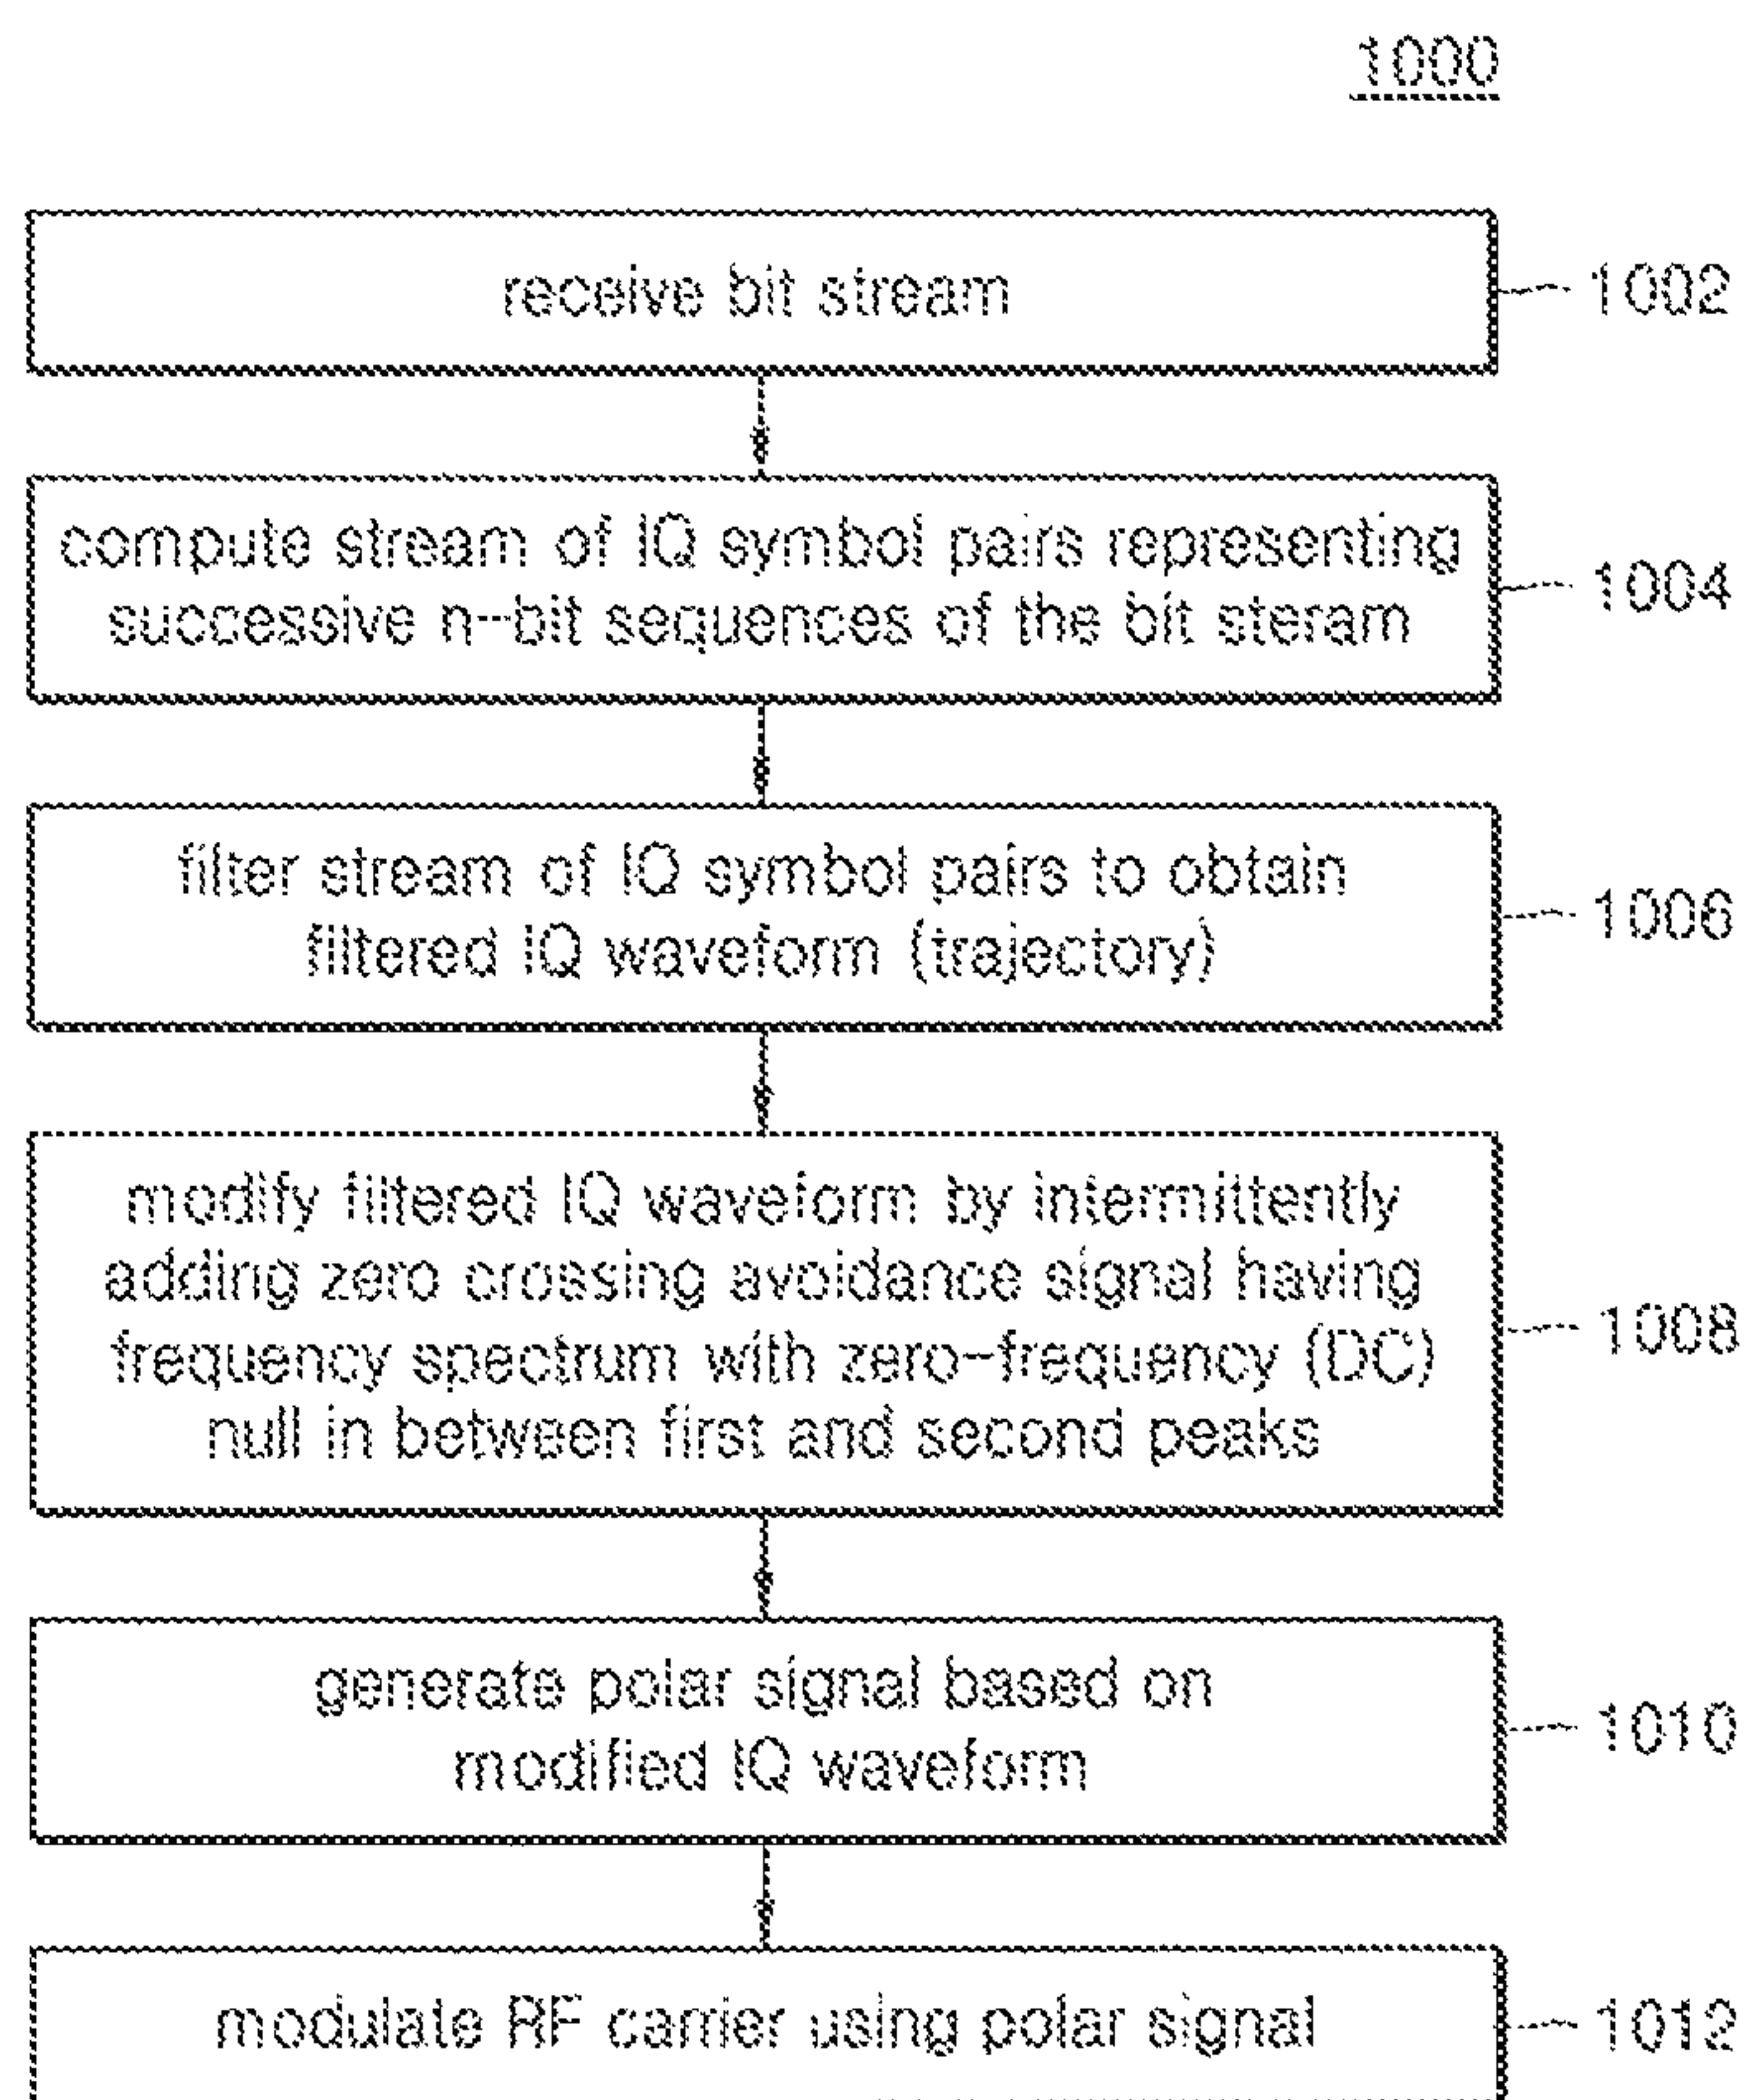 1000
receive bit stream
1002
compute stream of IQ symbol pairs representing
successive n-bit sequences of the bit steram
1004
filter stream of IQ symbol pairs to obtain
filtered IQ waveform (trajectory)
1006
modify filtered IQ waveform by intermittently
adding zero crossing avoidance signal having
frequency spectrum with zero-frequency (DC)
null in between first and second peaks
1008
generate polar signal based on
modified IQ waveform
1010
modulate RF carrier using polar signal
1012